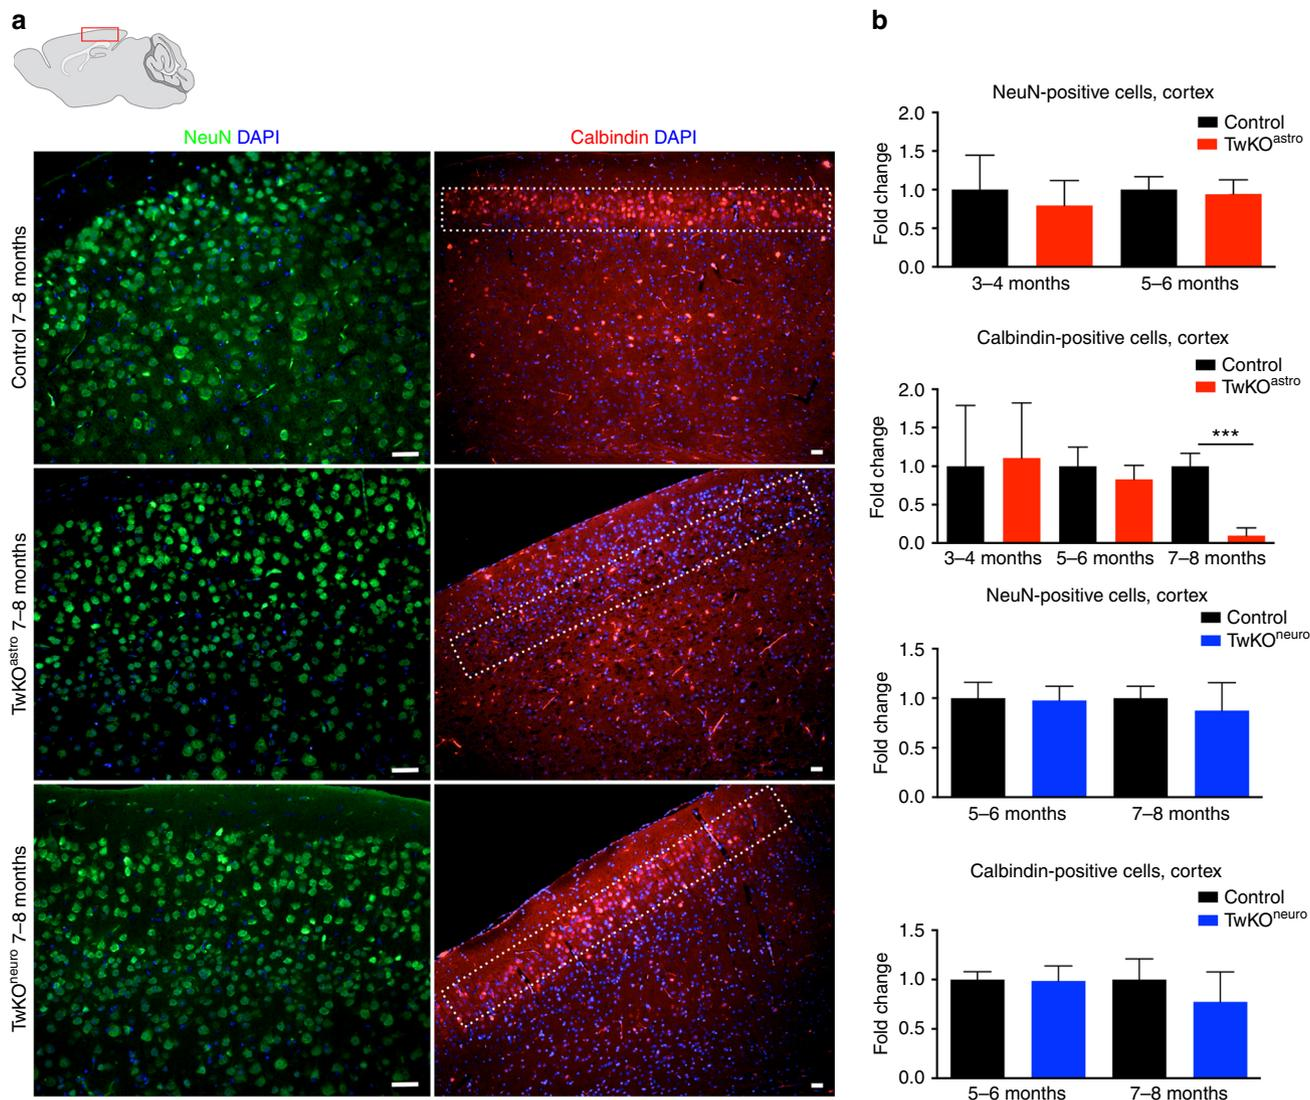 a
NeuN DAPI
Calbindin DAPI
Control 7–8 months
TwKOastro 7–8 months
TwKOneuro 7–8 months
b
NeuN-positive cells, cortex
Control
TwKOastro
Fold change
2.0
1.5
1.0
0.5
0.0
3–4 months
5–6 months
Calbindin-positive cells, cortex
Control
TwKOastro
Fold change
2.0
1.5
1.0
0.5
0.0
***
3–4 months
5–6 months
7–8 months
NeuN-positive cells, cortex
Control
TwKOneuro
Fold change
1.5
1.0
0.5
0.0
5–6 months
7–8 months
Calbindin-positive cells, cortex
Control
TwKOneuro
Fold change
1.5
1.0
0.5
0.0
5–6 months
7–8 months